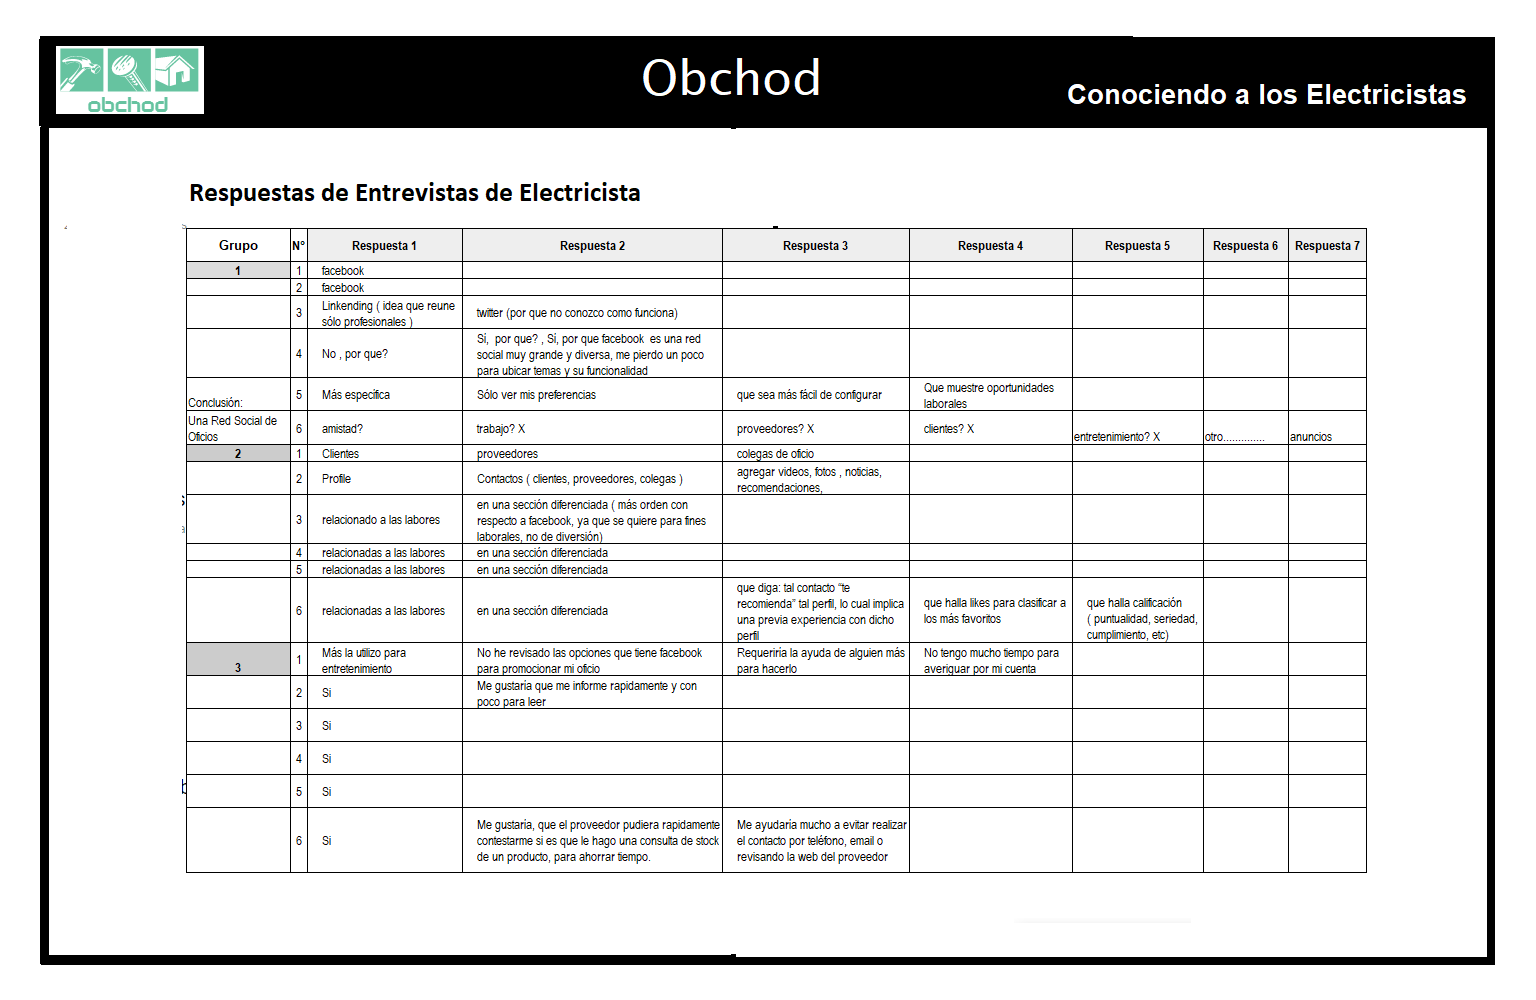 obchod
Obchod
Conociendo a los Electricistas
Respuestas de Entrevistas de Electricista
Grupo N° Respuesta 1 Respuesta 2 Respuesta 3 Respuesta 4 Respuesta 5 Respuesta 6 Respuesta 7
1 1 facebook
2 facebook
3 Linkending ( idea que reune
sólo profesionales )
twitter (por que no conozco como funciona)
4 No , por que?
Sí, por que? , Sí, por que facebook es una red
social muy grande y diversa, me pierdo un poco
para ubicar temas y su funcionalidad
Conclusión:
5 Más específica
Sólo ver mis preferencias
que sea más fácil de configurar
Que muestre oportunidades
laborales
Una Red Social de
Oficios
6 amistad?
trabajo? X
proveedores? X
clientes? X
entretenimiento? X
otro..............
anuncios
2 1 Clientes proveedores colegas de oficio
2 Profile
Contactos ( clientes, proveedores, colegas )
agregar videos, fotos , noticias,
recomendaciones,
3 relacionado a las labores
en una sección diferenciada ( más orden con
respecto a facebook, ya que se quiere para fines
laborales, no de diversión)
4 relacionadas a las labores en una sección diferenciada
5 relacionadas a las labores en una sección diferenciada
6 relacionadas a las labores
en una sección diferenciada
que diga: tal contacto “te
recomienda” tal perfil, lo cual implica
una previa experiencia con dicho
perfil
que halla likes para clasificar a
los más favoritos
que halla calificación
( puntualidad, seriedad,
cumplimiento, etc)
3 1 Más la utilizo para
entretenimiento
No he revisado las opciones que tiene facebook
para promocionar mi oficio
Requeriría la ayuda de alguien más
para hacerlo
No tengo mucho tiempo para
averiguar por mi cuenta
2 Si
Me gustaría que me informe rapidamente y con
poco para leer
3 Si
4 Si
5 Si
6 Si
Me gustaría, que el proveedor pudiera rapidamente
contestarme si es que le hago una consulta de stock
de un producto, para ahorrar tiempo.
Me ayudaría mucho a evitar realizar
el contacto por teléfono, email o
revisando la web del proveedor